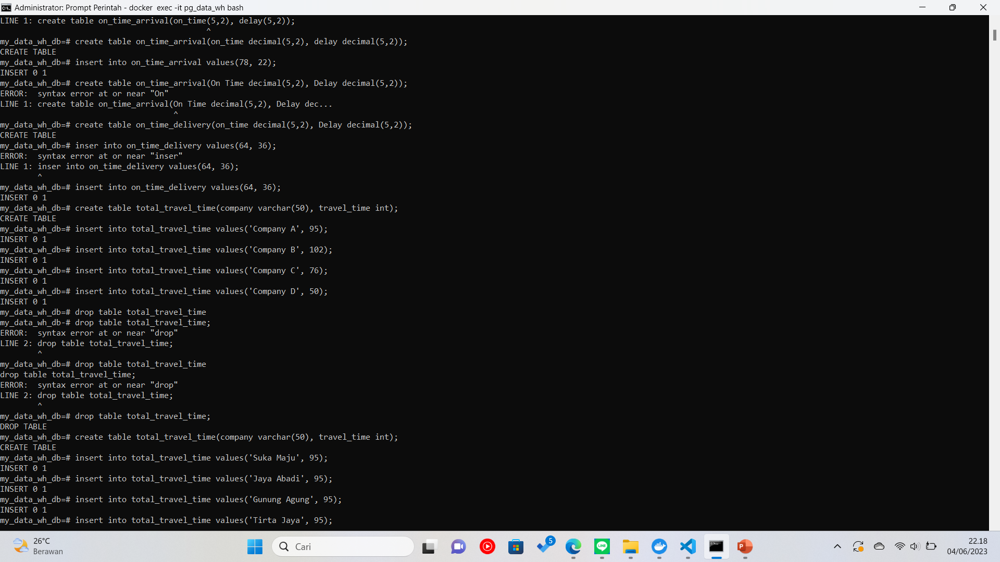 Administrator: Prompt Perintah - docker  exec -it pg_data_wh bash
LINE 1: create table on_time_arrival(on_time(5,2), delay(5,2));
^
my_data_wh_db=# create table on_time_arrival(on_time decimal(5,2), delay decimal(5,2));
CREATE TABLE
my_data_wh_db=# insert into on_time_arrival values(78, 22);
INSERT 0 1
my_data_wh_db=# create table on_time_arrival(On Time decimal(5,2), Delay decimal(5,2));
ERROR:  syntax error at or near "On"
LINE 1: create table on_time_arrival(On Time decimal(5,2), Delay dec...
^
my_data_wh_db=# create table on_time_delivery(on_time decimal(5,2), Delay decimal(5,2));
CREATE TABLE
my_data_wh_db=# inser into on_time_delivery values(64, 36);
ERROR:  syntax error at or near "inser"
LINE 1: inser into on_time_delivery values(64, 36);
^
my_data_wh_db=# insert into on_time_delivery values(64, 36);
INSERT 0 1
my_data_wh_db=# create table total_travel_time(company varchar(50), travel_time int);
CREATE TABLE
my_data_wh_db=# insert into total_travel_time values('Company A', 95);
INSERT 0 1
my_data_wh_db=# insert into total_travel_time values('Company B', 102);
INSERT 0 1
my_data_wh_db=# insert into total_travel_time values('Company C', 76);
INSERT 0 1
my_data_wh_db=# insert into total_travel_time values('Company D', 50);
INSERT 0 1
my_data_wh_db=# drop table total_travel_time
my_data_wh_db-# drop table total_travel_time;
ERROR:  syntax error at or near "drop"
LINE 2: drop table total_travel_time;
^
my_data_wh_db=# drop table total_travel_time
drop table total_travel_time;
ERROR:  syntax error at or near "drop"
LINE 2: drop table total_travel_time;
^
my_data_wh_db=# drop table total_travel_time;
DROP TABLE
my_data_wh_db=# create table total_travel_time(company varchar(50), travel_time int);
CREATE TABLE
my_data_wh_db=# insert into total_travel_time values('Suka Maju', 95);
INSERT 0 1
my_data_wh_db=# insert into total_travel_time values('Jaya Abadi', 95);
INSERT 0 1
my_data_wh_db=# insert into total_travel_time values('Gunung Agung', 95);
INSERT 0 1
my_data_wh_db=# insert into total_travel_time values('Tirta Jaya', 95);
26°C
Berawan
Cari
5
LINE
P
22.18
04/06/2023